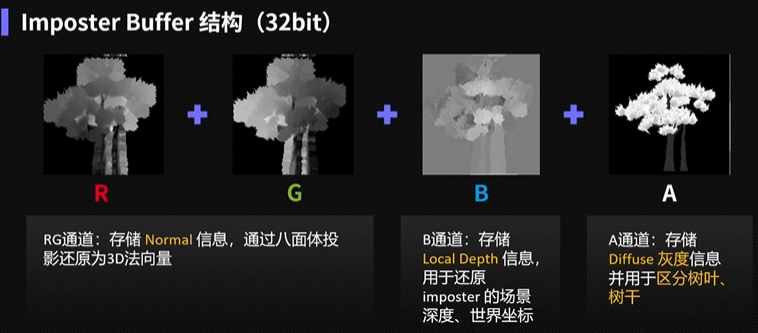 Imposter Buffer 结构（32bit）
R
G
B
A
RG通道：存储 Normal 信息，通过八面体投
影还原为3D法向量
B通道：存储
Local Depth 信息，
用于还原
imposter 的场景
深度、世界坐标
A通道：存储
Diffuse 灰度信息
并用于区分树叶、
树干